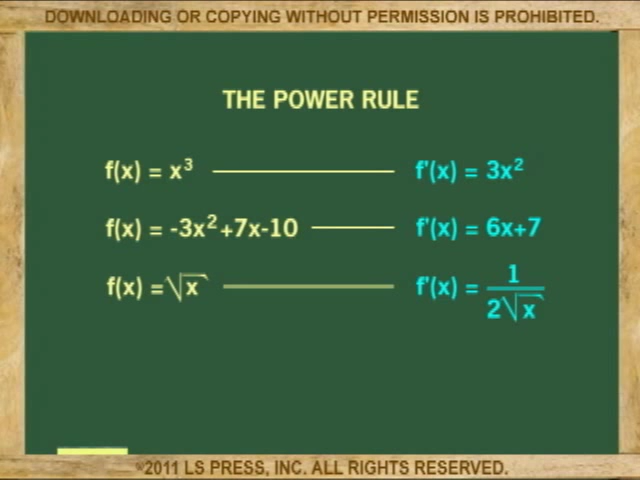 DOWNLOADING OR COPYING WITHOUT PERMISSION IS PROHIBITED.
THE POWER RULE
f(x) = x³ f'(x) = 3x²
f(x) = -3x²+7x-10 f'(x) = 6x+7
f(x) =√x f'(x) = 1/2√x
©2011 LS PRESS, INC. ALL RIGHTS RESERVED.